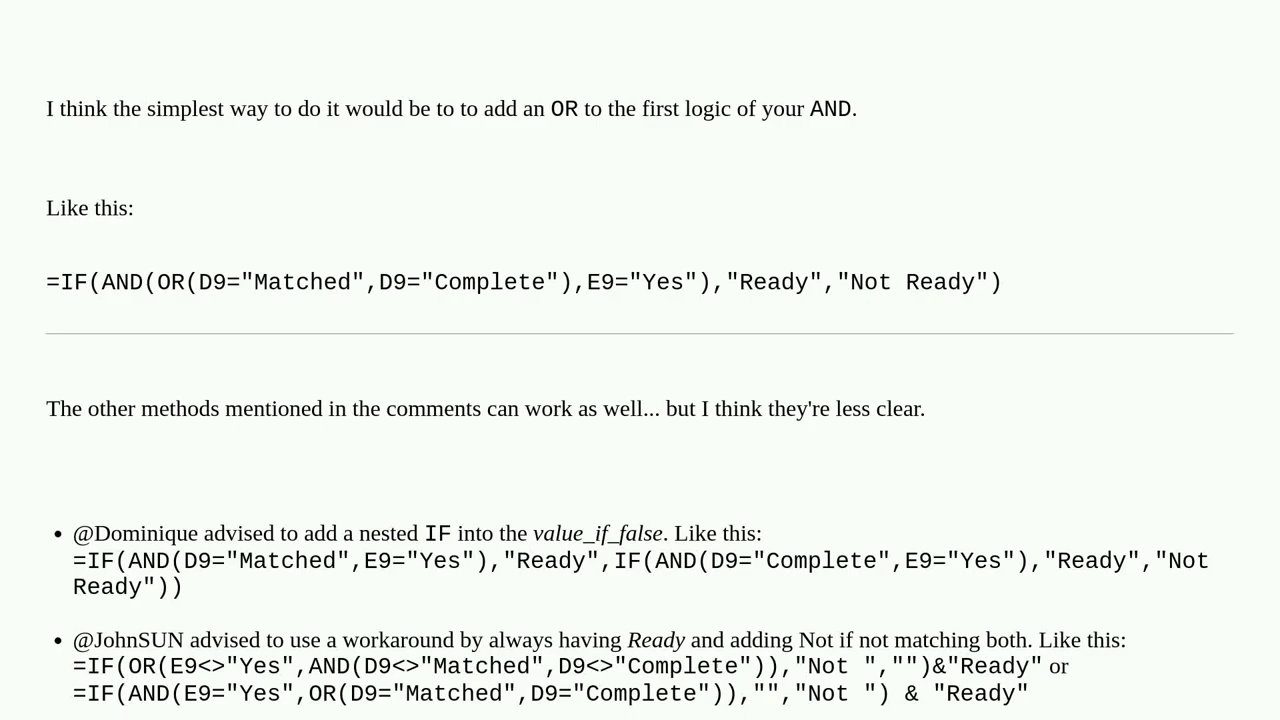 I think the simplest way to do it would be to to add an OR to the first logic of your AND.
Like this:
=IF(AND(OR(D9="Matched",D9="Complete"),E9="Yes"),"Ready","Not Ready")
The other methods mentioned in the comments can work as well... but I think they're less clear.
• @Dominique advised to add a nested IF into the value_if_false. Like this:
=IF(AND(D9="Matched",E9="Yes"),"Ready",IF(AND(D9="Complete",E9="Yes"),"Ready","Not
Ready"))
• @JohnSUN advised to use a workaround by always having Ready and adding Not if not matching both. Like this:
=IF(OR(E9<>"Yes",AND(D9<>"Matched",D9<>"Complete")),"Not ","")&"Ready" or
=IF(AND(E9="Yes",OR(D9="Matched",D9="Complete")),"","Not ") & "Ready"